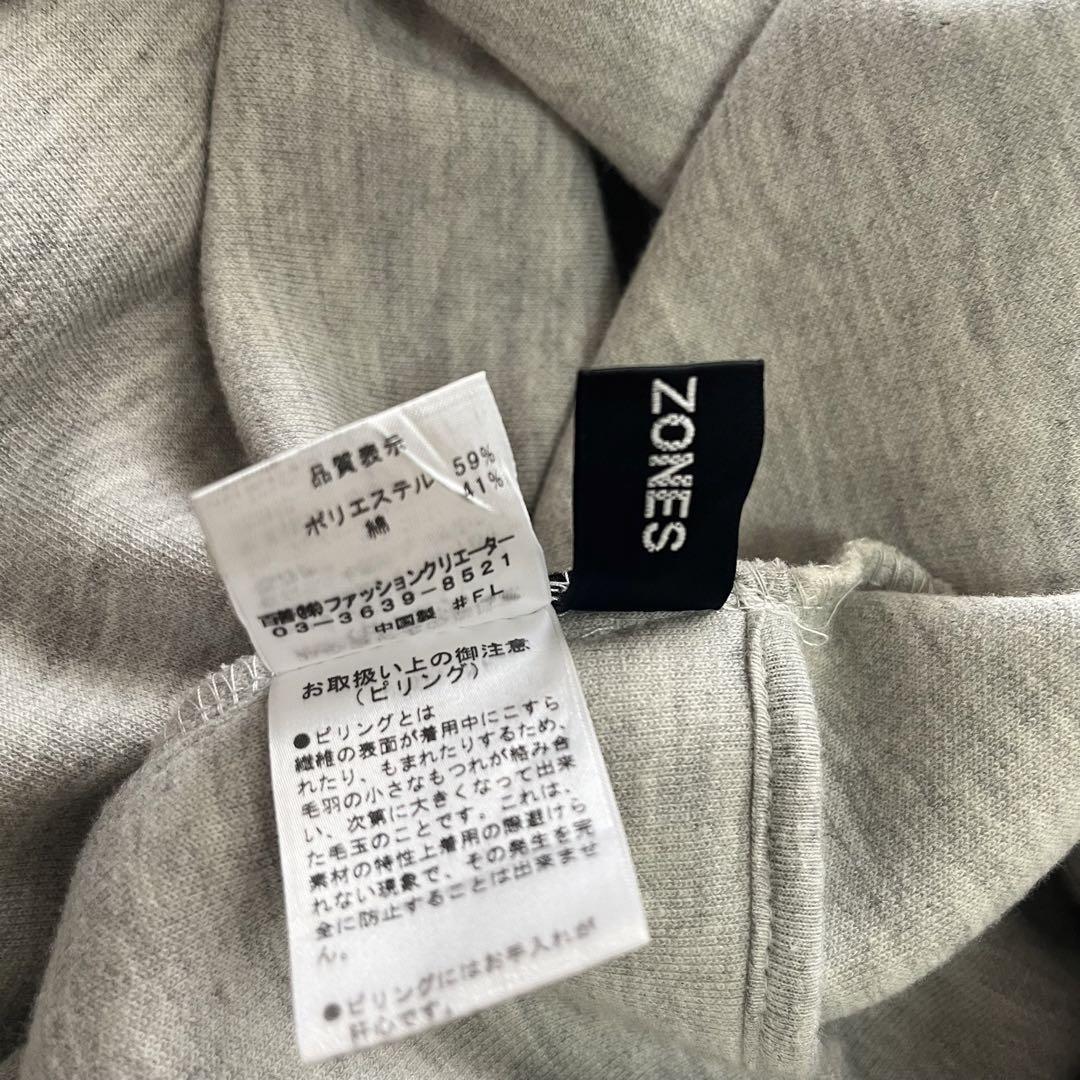 品質表示
ポリエステル 59%
綿 41%
百醤(株)ファッションクリエーター
03-3639-8521
中国製 #FL
お取扱い上の御注意
(ピリング)
●ピリングとは
繊維の表面が着用中にこすら
れたり、もまれたりするため、
毛羽の小さなもつれが絡み合
い、次第に大きくなって出来
た毛玉のことです。これは、
素材の特性上着用の際避けら
れない現象で、その発生を完
全に防止することは出来ませ
ん。
●ピリングにはお手入れが
肝心です。
ZONES